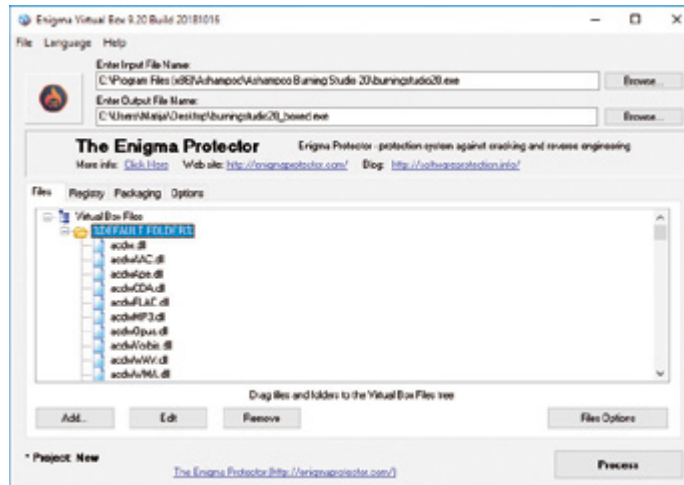 Enigma Virtual Box 9.20 Build 20181016
File Language Help
Enter Input File Name:
C:\Program Files (x86)\Ashampoo\Ashampoo Burning Studio 20\burningstudio20.exe
Browse...
Enter Output File Name:
C:\Users\Matija\Desktop\burningstudio20_boxed.exe
Browse...
The Enigma Protector
Enigma Protector - protection system against cracking and reverse engineering
More info: Click Here Web site: http://enigmaprotector.com/ Blog: http://softwareprotection.info/
Files Registry Packaging Options
Virtual Box Files
%DEFAULT FOLDER%
acdw.dll
acdwAAC.dll
acdwApe.dll
acdwCDA.dll
acdwFLAC.dll
acdwMP3.dll
acdwOpus.dll
acdwVorbis.dll
acdwWAV.dll
acdwWMA.dll
Drag files and folders to the Virtual Box Files tree
Add... Edit Remove Files Options
* Project: New
The Enigma Protector (http://enigmaprotector.com/)
Process